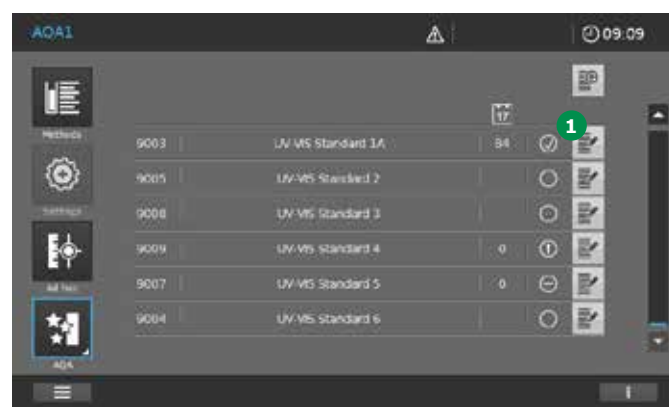 AQA1
09:09
17
1
Methods
9003 UV-VIS Standard 1A 84
9005 UV-VIS Standard 2
Settings
9008 UV-VIS Standard 3
9009 UV-VIS Standard 4 0
Ad hoc
9007 UV-VIS Standard 5 0
9004 UV-VIS Standard 6
AQA
i